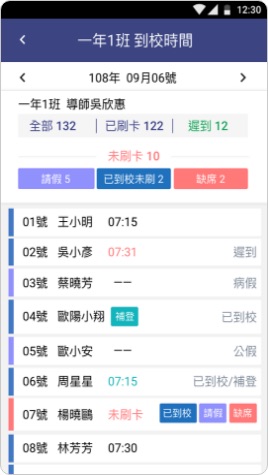 12:30
一年1班 到校時間
108年 09月06號
一年1班 導師吳欣惠
全部 132 已刷卡 122 遲到 12
未刷卡 10
請假 5 已到校未刷 2 缺席 2
01號 王小明 07:15
02號 吳小彥 07:31 遲到
03號 蔡曉芳 −− 病假
04號 歐陽小翔 補登 已到校
05號 歐小安 −− 公假
06號 周星星 07:15 已到校/補登
07號 楊曉鷗 未刷卡 已到校 請假 缺席
08號 林芳芳 07:30